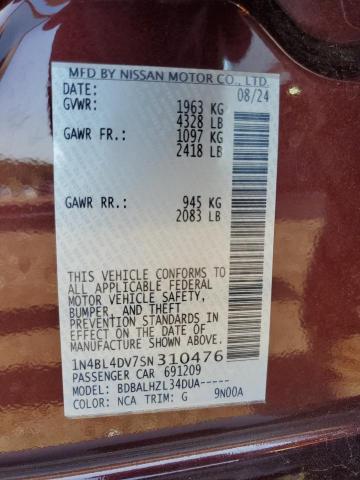 MFD BY NISSAN MOTOR CO., LTD.
DATE: 08/24
GVWR: 1963 KG
4328 LB
GAWR FR.: 1097 KG
2418 LB
GAWR RR.: 945 KG
2083 LB
THIS VEHICLE CONFORMS TO
ALL APPLICABLE FEDERAL
MOTOR VEHICLE SAFETY,
BUMPER, AND THEFT
PREVENTION STANDARDS IN
EFFECT ON THE DATE OF
MANUFACTURE SHOWN ABOVE.
1N4BL4DV7SN310476
PASSENGER CAR 691209
MODEL: BDBALHZL34DUA-----
COLOR: NCA TRIM: G 9N00A